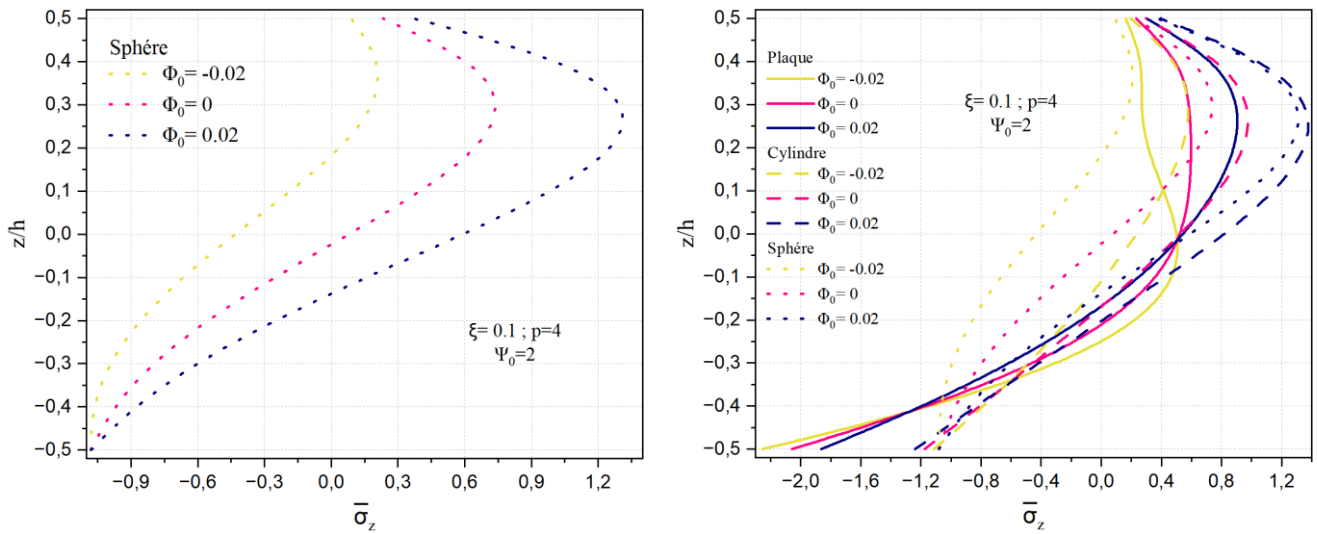 Sphére
Φ₀= -0.02
Φ₀= 0
Φ₀= 0.02
ξ= 0.1 ; p=4
Ψ₀=2
z/h
0,5
0,4
0,3
0,2
0,1
0,0
−0,1
−0,2
−0,3
−0,4
−0,5
−0,9
−0,6
−0,3
0,0
0,3
0,6
0,9
1,2
σ̅z
Plaque
Φ₀= -0.02
Φ₀= 0
Φ₀= 0.02
Cylindre
Φ₀= -0.02
Φ₀= 0
Φ₀= 0.02
Sphére
Φ₀= -0.02
Φ₀= 0
Φ₀= 0.02
ξ= 0.1 ; p=4
Ψ₀=2
z/h
0,5
0,4
0,3
0,2
0,1
0,0
−0,1
−0,2
−0,3
−0,4
−0,5
−2,0
−1,6
−1,2
−0,8
−0,4
0,0
0,4
0,8
1,2
σ̅z